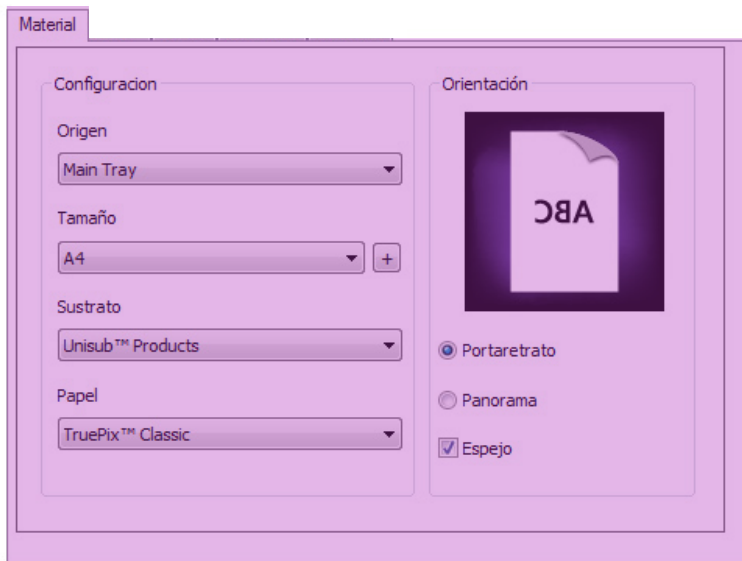 Material
Configuracion
Origen
Main Tray
Tamaño
A4
+
Sustrato
Unisub™ Products
Papel
TruePix™ Classic
Orientación
ABC
Portaretrato
Panorama
Espejo